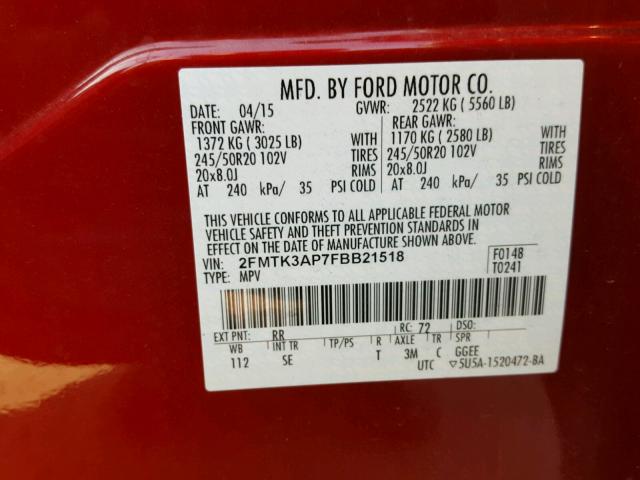 MFD. BY FORD MOTOR CO.
DATE: 04/15 GVWR: 2522 KG ( 5560 LB)
FRONT GAWR: REAR GAWR:
1372 KG ( 3025 LB) WITH 1170 KG ( 2580 LB) WITH
245/50R20 102V TIRES 245/50R20 102V TIRES
20x8.0J RIMS 20x8.0J RIMS
AT 240 kPa/ 35 PSI COLD AT 240 kPa/ 35 PSI COLD
THIS VEHICLE CONFORMS TO ALL APPLICABLE FEDERAL MOTOR
VEHICLE SAFETY AND THEFT PREVENTION STANDARDS IN
EFFECT ON THE DATE OF MANUFACTURE SHOWN ABOVE.
VIN: 2FMTK3AP7FBB21518 F0148
TYPE: MPV T0241
EXT PNT: RR RC: 72 DSO:
WB INT TR TP/PS R AXLE TR SPR
112 SE T 3M C GGEE
UTC ▽5U5A-1520472-BA